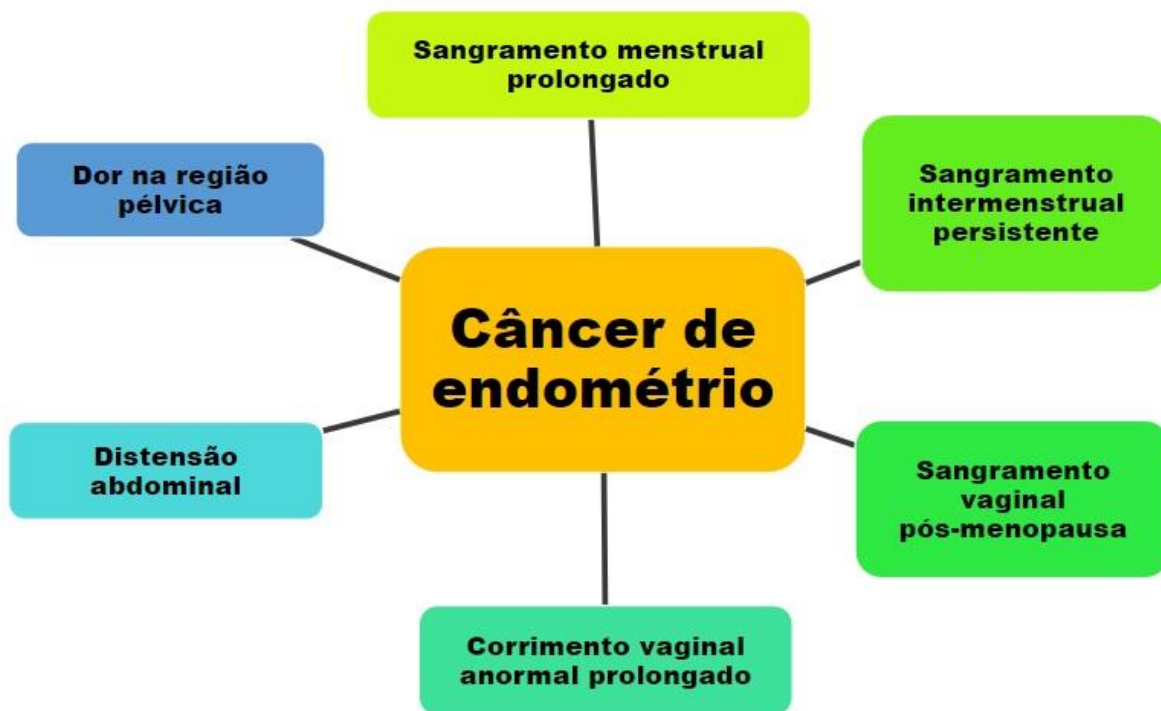 Sangramento menstrual
prolongado
Dor na região
pélvica
Sangramento
intermenstrual
persistente
Câncer de
endométrio
Distensão
abdominal
Sangramento
vaginal
pós-menopausa
Corrimento vaginal
anormal prolongado